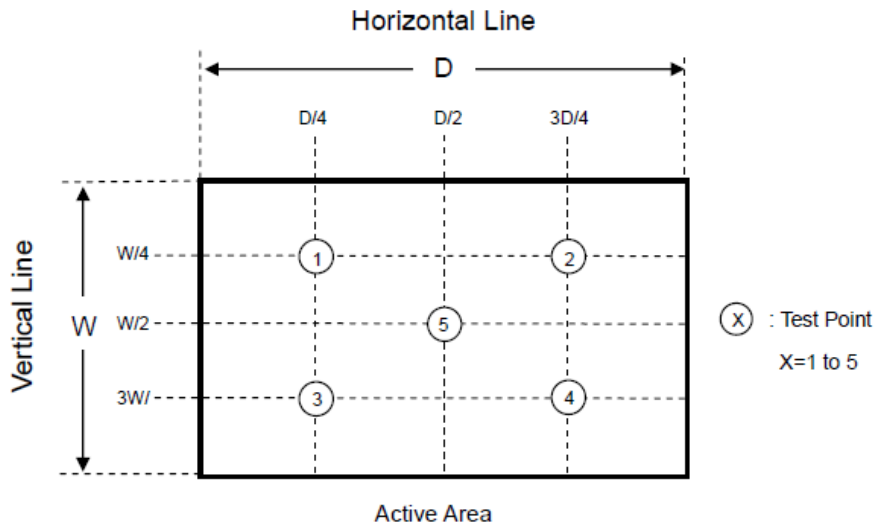 Horizontal Line
D
D/4 D/2 3D/4
Vertical Line
W
W/4
W/2
3W/
1 2
5
3 4
X : Test Point
X=1 to 5
Active Area